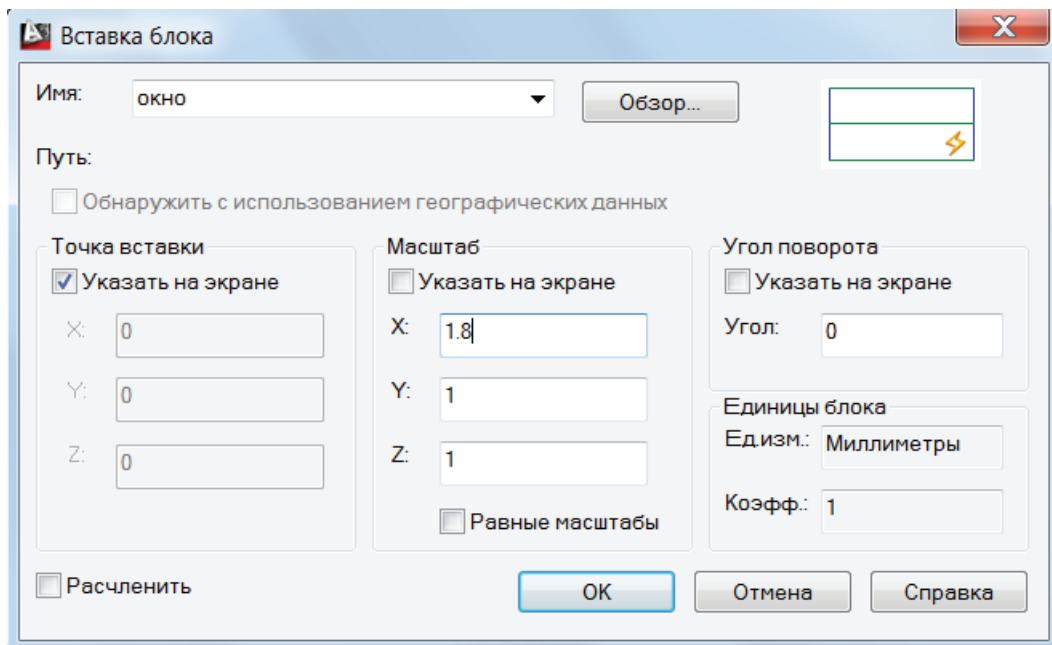 Вставка блока
Имя: окно Обзор...
Путь:
Обнаружить с использованием географических данных
Точка вставки Масштаб Угол поворота
Указать на экране Указать на экране Указать на экране
X: 0 X: 1.8 Угол: 0
Y: 0 Y: 1 Единицы блока
Ед.изм.: Миллиметры
Z: 0 Z: 1 Коэфф.: 1
Равные масштабы
Расчленить OK Отмена Справка